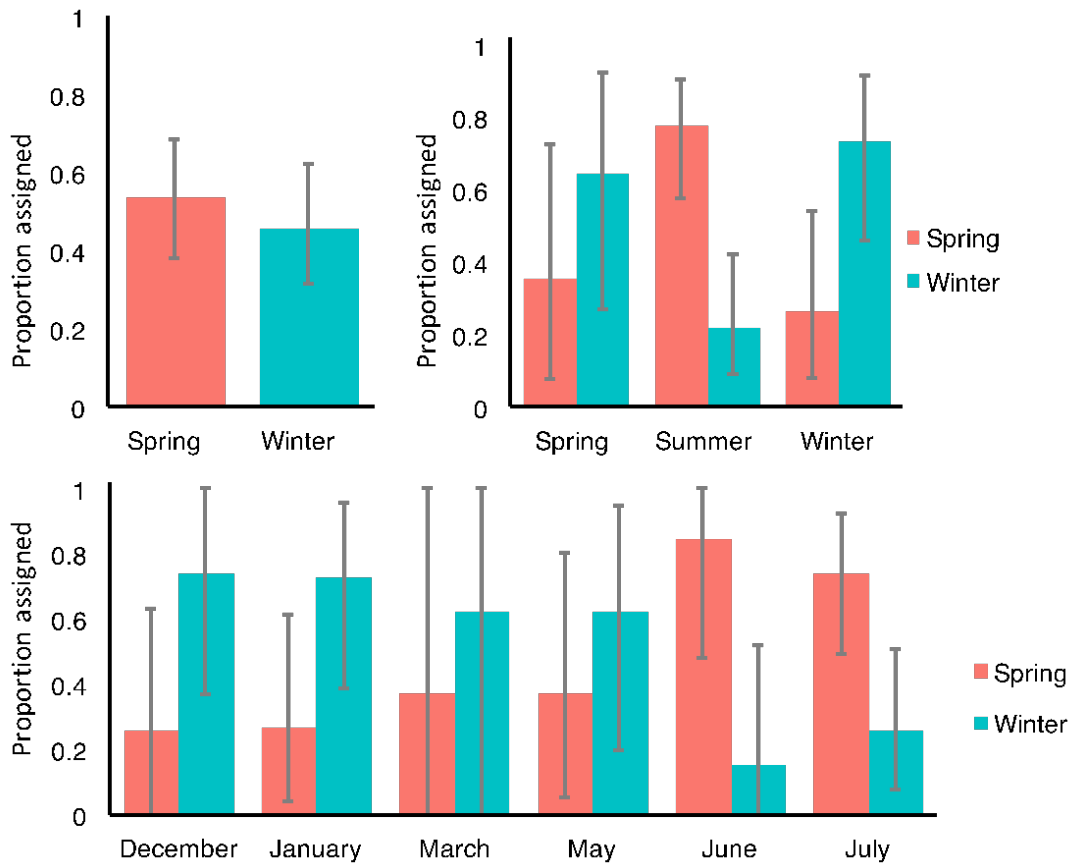 Proportion assigned
1
0.8
0.6
0.4
0.2
0
Spring Winter
Proportion assigned
1
0.8
0.6
0.4
0.2
0
Spring Summer Winter
Spring
Winter
Proportion assigned
1
0.8
0.6
0.4
0.2
0
December January March May June July
Spring
Winter